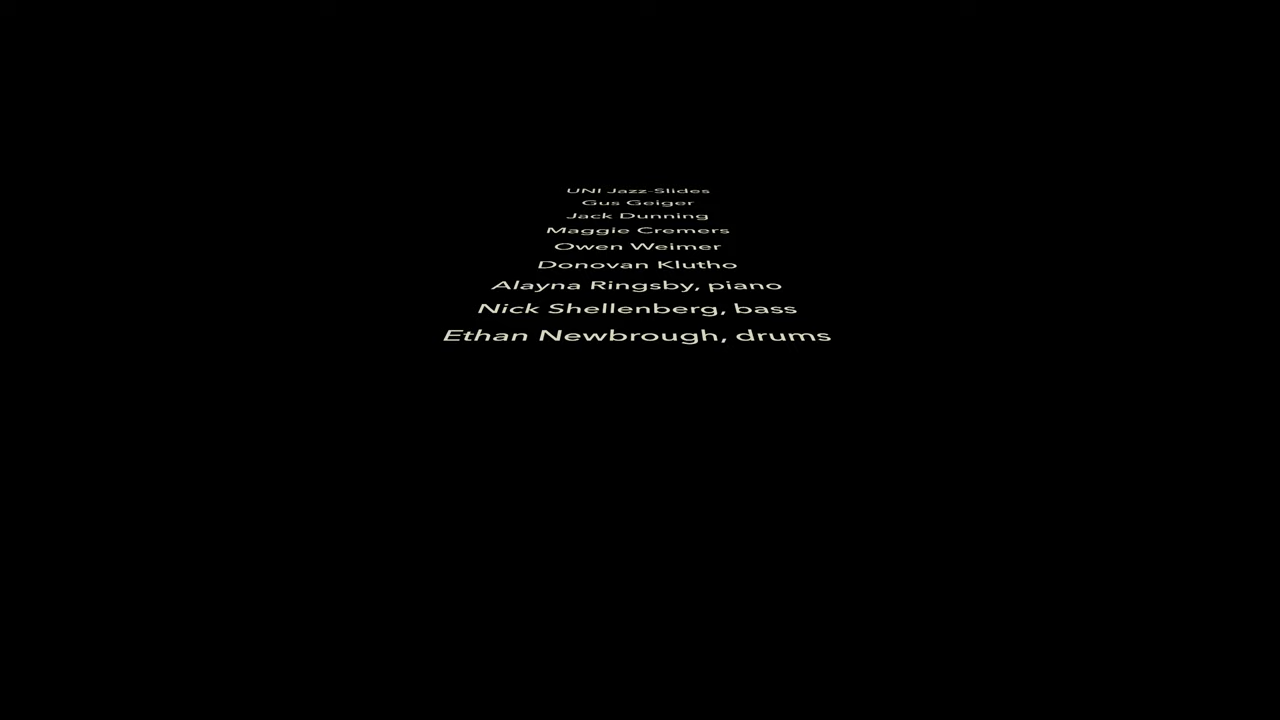 UNI Jazz-Slides
Gus Geiger
Jack Dunning
Maggie Cremers
Owen Weimer
Donovan Klutho
Alayna Ringsby, piano
Nick Shellenberg, bass
Ethan Newbrough, drums